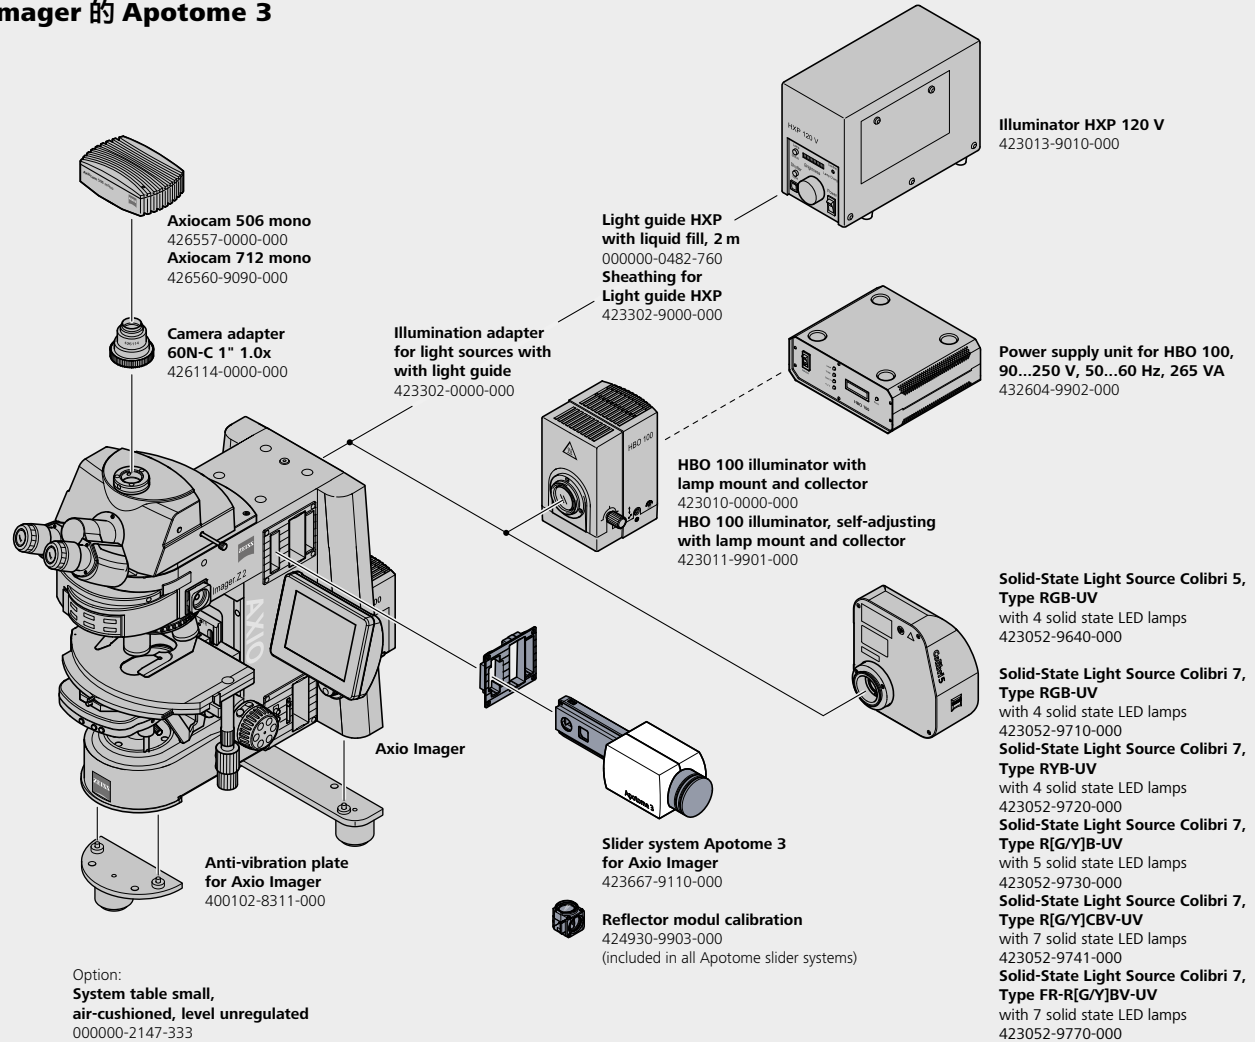 mager 的 Apotome 3
Axiocam 506 mono
426557-0000-000
Axiocam 712 mono
426560-9090-000
Camera adapter
60N-C 1" 1.0x
426114-0000-000
Illumination adapter
for light sources with
with light guide
423302-0000-000
Light guide HXP
with liquid fill, 2 m
000000-0482-760
Sheathing for
Light guide HXP
423302-9000-000
HXP 120 V
Illuminator HXP 120 V
423013-9010-000
Power supply unit for HBO 100,
90...250 V, 50...60 Hz, 265 VA
432604-9902-000
HBO 100
HBO 100
HBO 100 illuminator with
lamp mount and collector
423010-0000-000
HBO 100 illuminator, self-adjusting
with lamp mount and collector
423011-9901-000
ZEISS
Imager.Z2
AXIO
ZEISS
Axio Imager
Colibri 5
Apotome 3
Solid-State Light Source Colibri 5,
Type RGB-UV
with 4 solid state LED lamps
423052-9640-000
Solid-State Light Source Colibri 7,
Type RGB-UV
with 4 solid state LED lamps
423052-9710-000
Solid-State Light Source Colibri 7,
Type RYB-UV
with 4 solid state LED lamps
423052-9720-000
Solid-State Light Source Colibri 7,
Type R[G/Y]B-UV
with 5 solid state LED lamps
423052-9730-000
Solid-State Light Source Colibri 7,
Type R[G/Y]CBV-UV
with 7 solid state LED lamps
423052-9741-000
Solid-State Light Source Colibri 7,
Type FR-R[G/Y]BV-UV
with 7 solid state LED lamps
423052-9770-000
Slider system Apotome 3
for Axio Imager
423667-9110-000
Reflector modul calibration
424930-9903-000
(included in all Apotome slider systems)
Anti-vibration plate
for Axio Imager
400102-8311-000
Option:
System table small,
air-cushioned, level unregulated
000000-2147-333